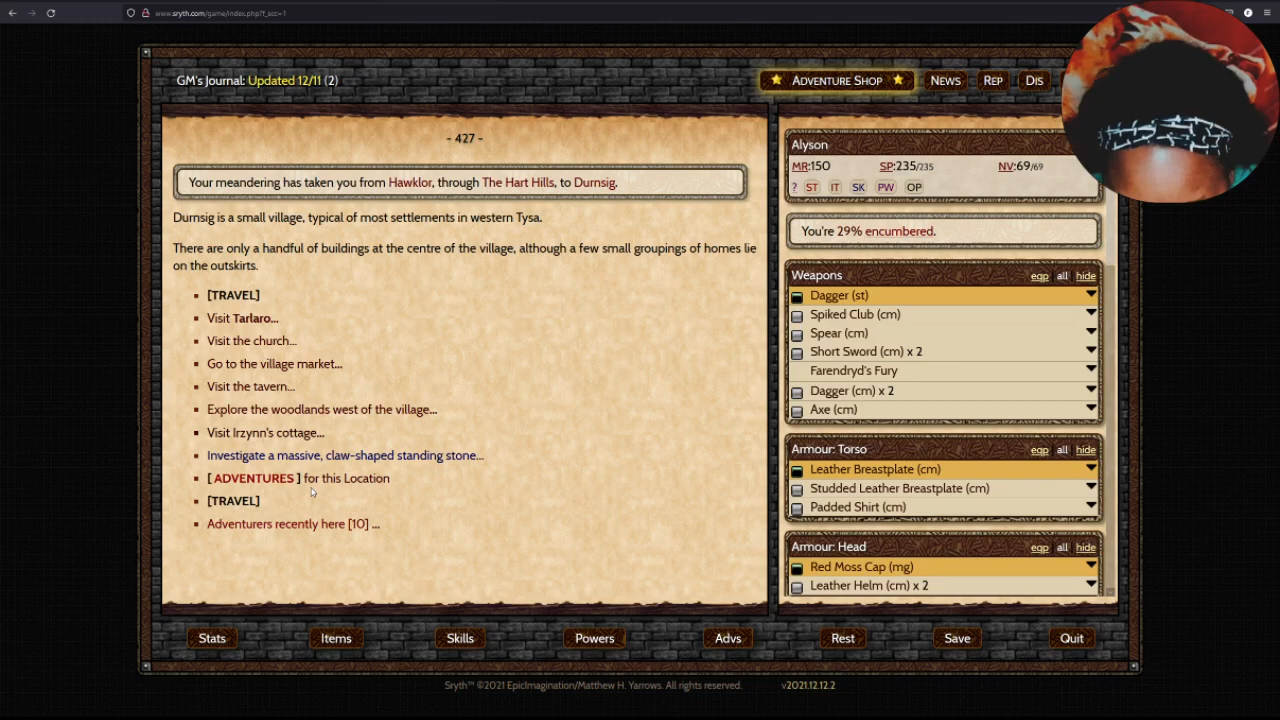 www.sryth.com/game/index.php?f_scc=1
GM's Journal: Updated 12/11 (2)
ADVENTURE SHOP
NEWS
REP
DIS
- 427 -
Your meandering has taken you from Hawklor, through The Hart Hills, to Durnsig.
Durnsig is a small village, typical of most settlements in western Tysa.
There are only a handful of buildings at the centre of the village, although a few small groupings of homes lie
on the outskirts.
[TRAVEL]
Visit Tarlaro...
Visit the church...
Go to the village market...
Visit the tavern...
Explore the woodlands west of the village...
Visit Irzynn's cottage...
Investigate a massive, claw-shaped standing stone...
[ ADVENTURES ] for this Location
[TRAVEL]
Adventurers recently here [10] ...
Alyson
MR:150 SP:235/235 NV:69/69
? ST IT SK PW OP
You're 29% encumbered.
Weapons eqp all hide
Dagger (st)
Spiked Club (cm)
Spear (cm)
Short Sword (cm) x 2
Farendryd's Fury
Dagger (cm) x 2
Axe (cm)
Armour: Torso eqp all hide
Leather Breastplate (cm)
Studded Leather Breastplate (cm)
Padded Shirt (cm)
Armour: Head eqp all hide
Red Moss Cap (mg)
Leather Helm (cm) x 2
Stats Items Skills Powers Advs Rest Save Quit
Sryth™ ©2021 EpicImagination/Matthew H. Yarrows. All rights reserved. v2021.12.12.2